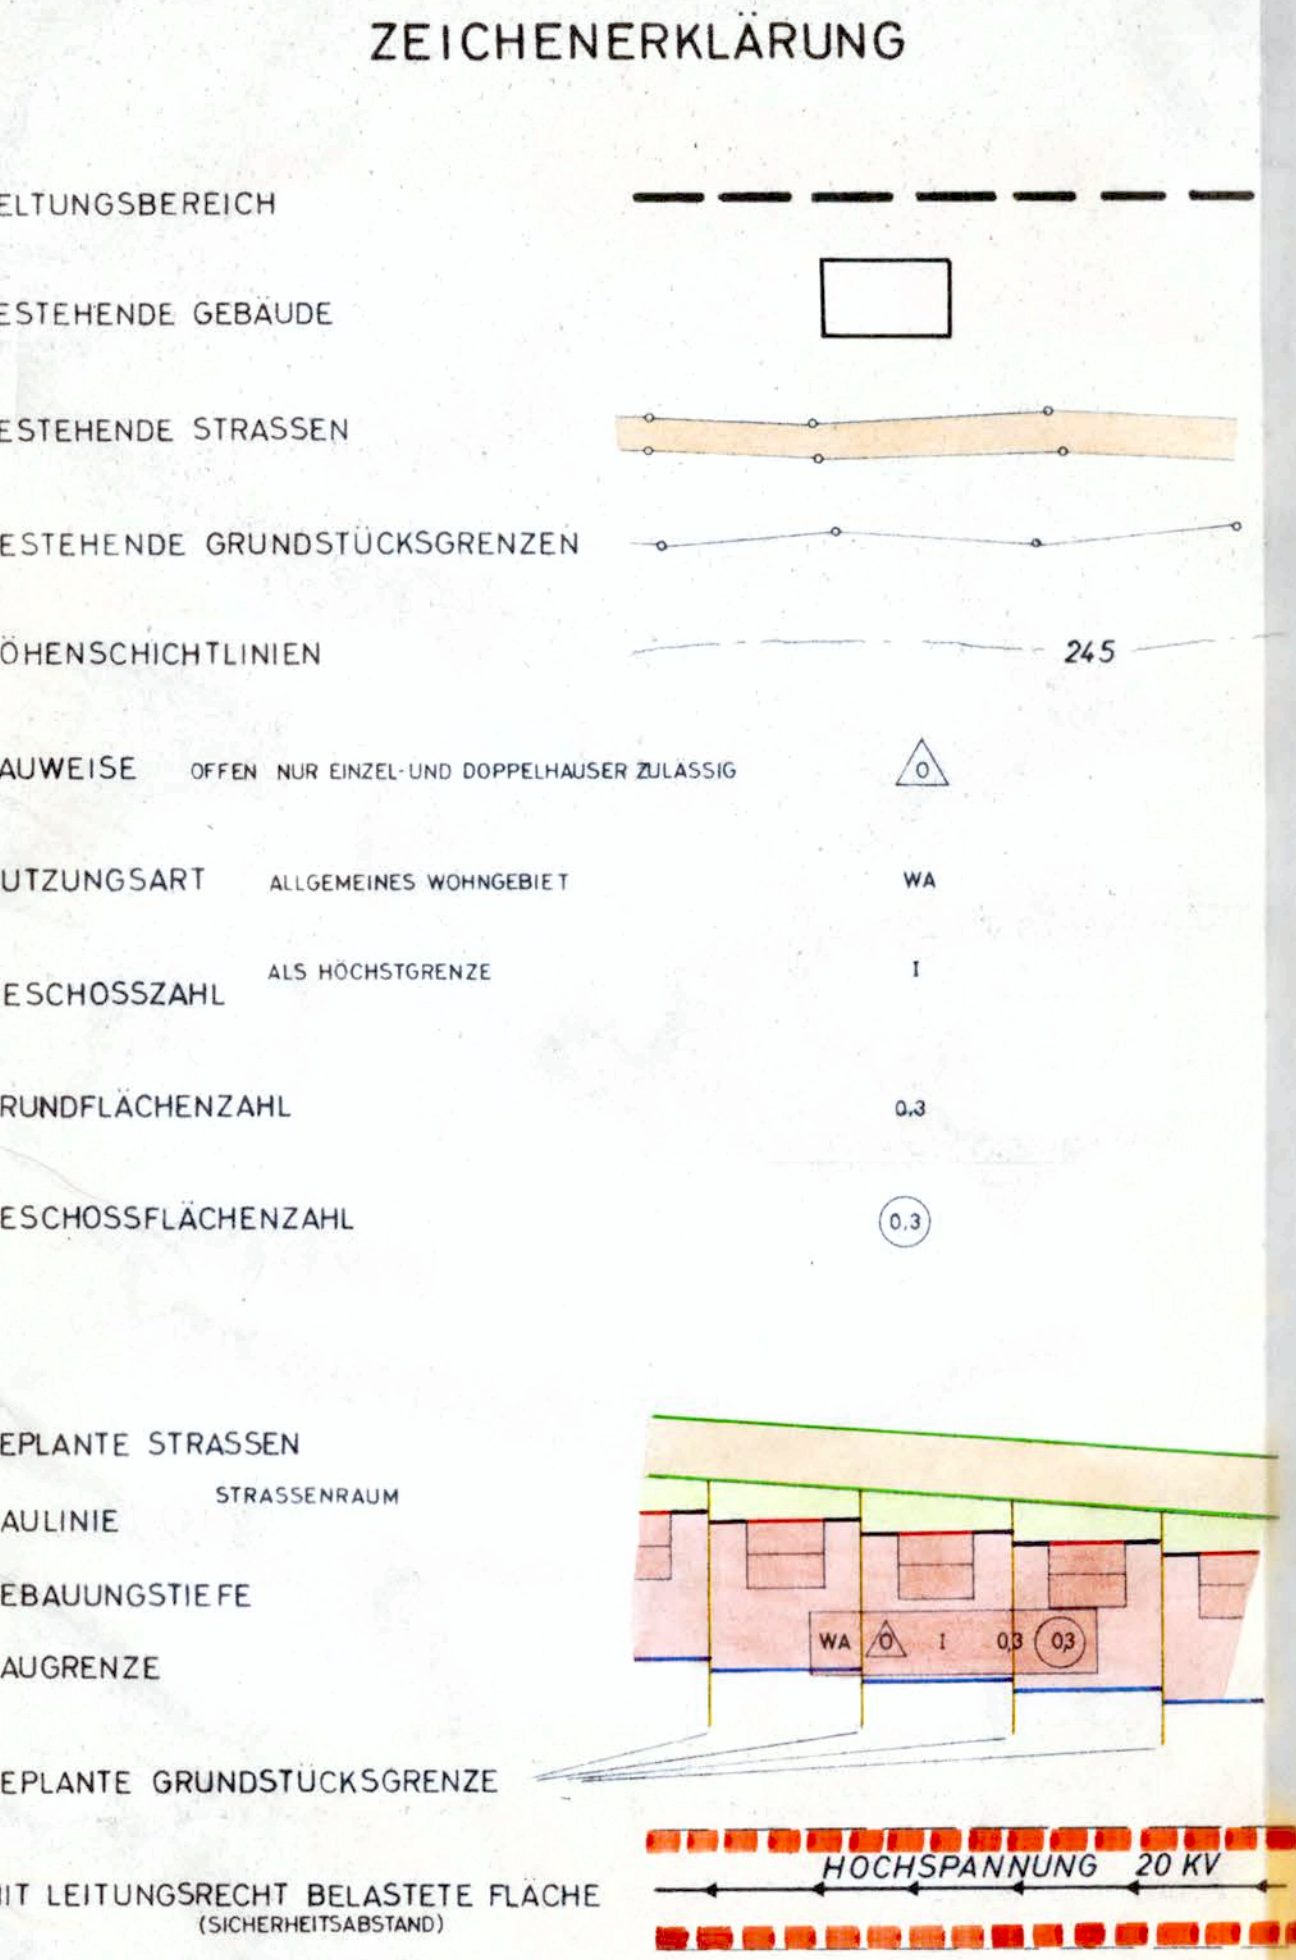 ZEICHENERKLÄRUNG
ELTUNGSBEREICH
ESTEHENDE GEBÄUDE
ESTEHENDE STRASSEN
ESTEHENDE GRUNDSTÜCKSGRENZEN
ÖHENSCHICHTLINIEN 245
AUWEISE OFFEN NUR EINZEL-UND DOPPELHÄUSER ZULÄSSIG O
UTZUNGSART ALLGEMEINES WOHNGEBIET WA
ALS HÖCHSTGRENZE I
ESCHOSSZAHL
RUNDFLÄCHENZAHL 0,3
ESCHOSSFLÄCHENZAHL 0.3
EPLANTE STRASSEN
STRASSENRAUM
AULINIE
EBAUUNGSTIEFE
WA O I 0,3 0,3
AUGRENZE
EPLANTE GRUNDSTÜCKSGRENZE
HOCHSPANNUNG 20 KV
IT LEITUNGSRECHT BELASTETE FLÄCHE
(SICHERHEITSABSTAND)